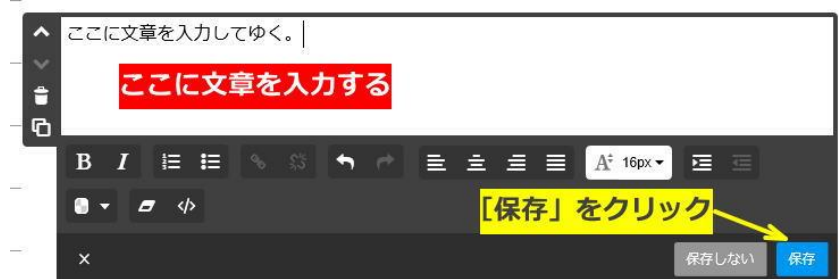 ここに文章を入力してゆく。
ここに文章を入力する
B I A 16px
</>
[保存」をクリック
× 保存しない 保存